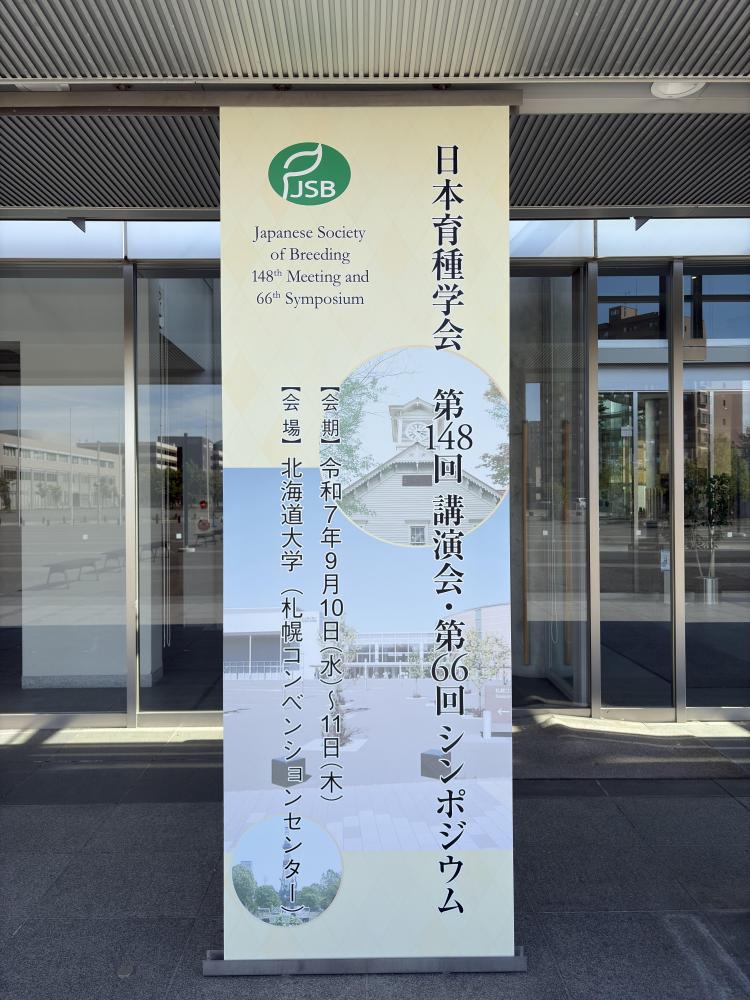 JSB
Japanese Society
of Breeding
148th Meeting and
66th Symposium
日本育種学会 第148回 講演会・第66回 シンポジウム
【会 期】令和7年9月10日(水)～11日(木)
【会 場】北海道大学(札幌コンベンションセンター)